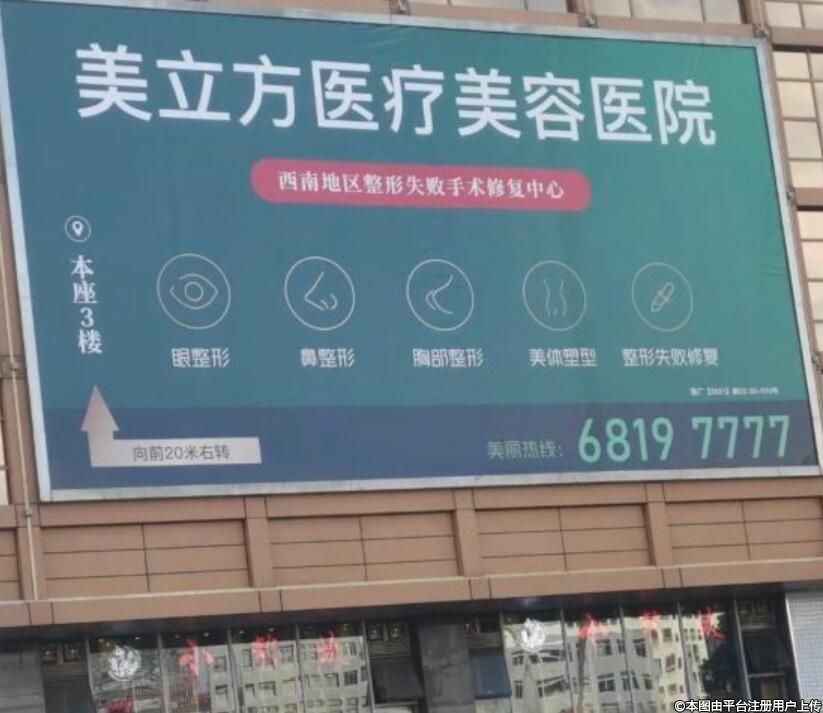 美立方医疗美容医院
西南地区整形失败手术修复中心
本座3楼
眼整形
鼻整形
胸部整形
美体塑型
整形失败修复
向前20米右转
美丽热线：6819 7777
©本图由平台注册用户上传